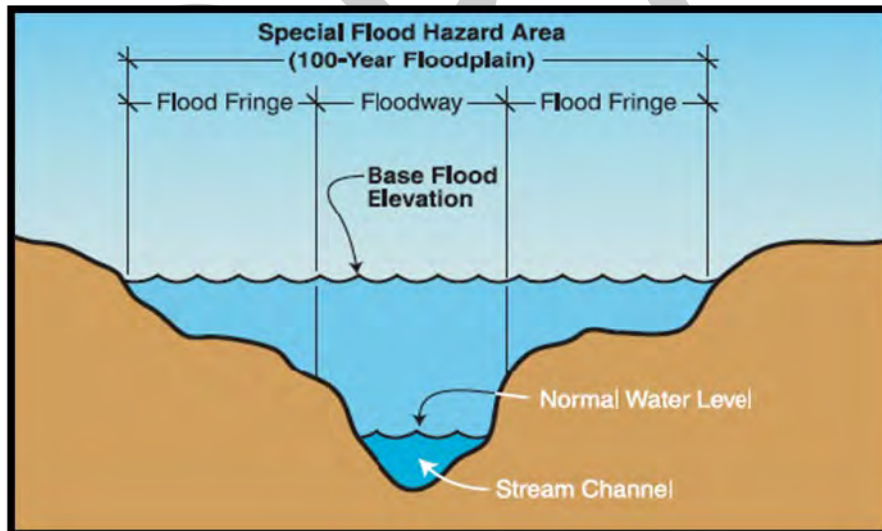 Special Flood Hazard Area
(100-Year Floodplain)
Flood Fringe
Floodway
Flood Fringe
Base Flood
Elevation
Normal Water Level
Stream Channel